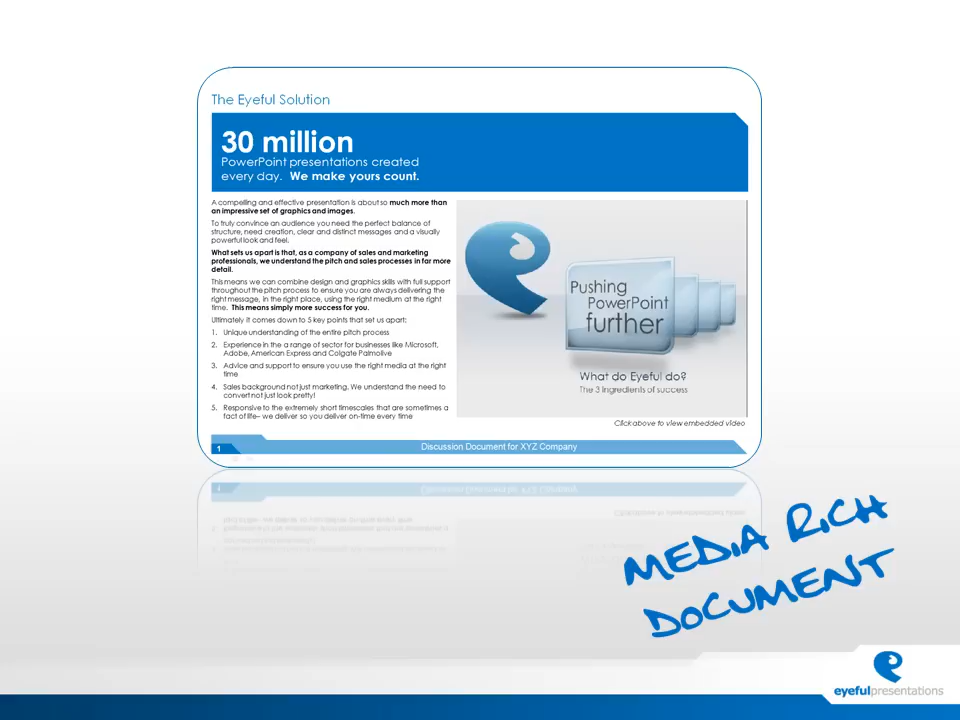 The Eyeful Solution
30 million
PowerPoint presentations created
every day. We make yours count.
A compelling and effective presentation is about so much more than
an impressive set of graphics and images.
To truly convince an audience you need the perfect balance of
structure, need creation, clear and distinct messages and a visually
powerful look and feel.
What sets us apart is that, as a company of sales and marketing
professionals, we understand the pitch and sales processes in far more
detail.
This means we can combine design and graphics skills with full support
throughout the pitch process to ensure you are always delivering the
right message, in the right place, using the right medium at the right
time. This means simply more success for you.
Ultimately it comes down to 5 key points that set us apart:
1. Unique understanding of the entire pitch process
2. Experience in the a range of sector for businesses like Microsoft,
Adobe, American Express and Colgate Palmolive
3. Advice and support to ensure you use the right media at the right
time
4. Sales background not just marketing. We understand the need to
convert not just look pretty!
5. Responsive to the extremely short timescales that are sometimes a
fact of life– we deliver so you deliver on-time every time
Pushing
PowerPoint
further
What do Eyeful do?
The 3 ingredients of success
Click above to view embedded video
1
Discussion Document for XYZ Company
MEDIA RICH
DOCUMENT
eyefulpresentations